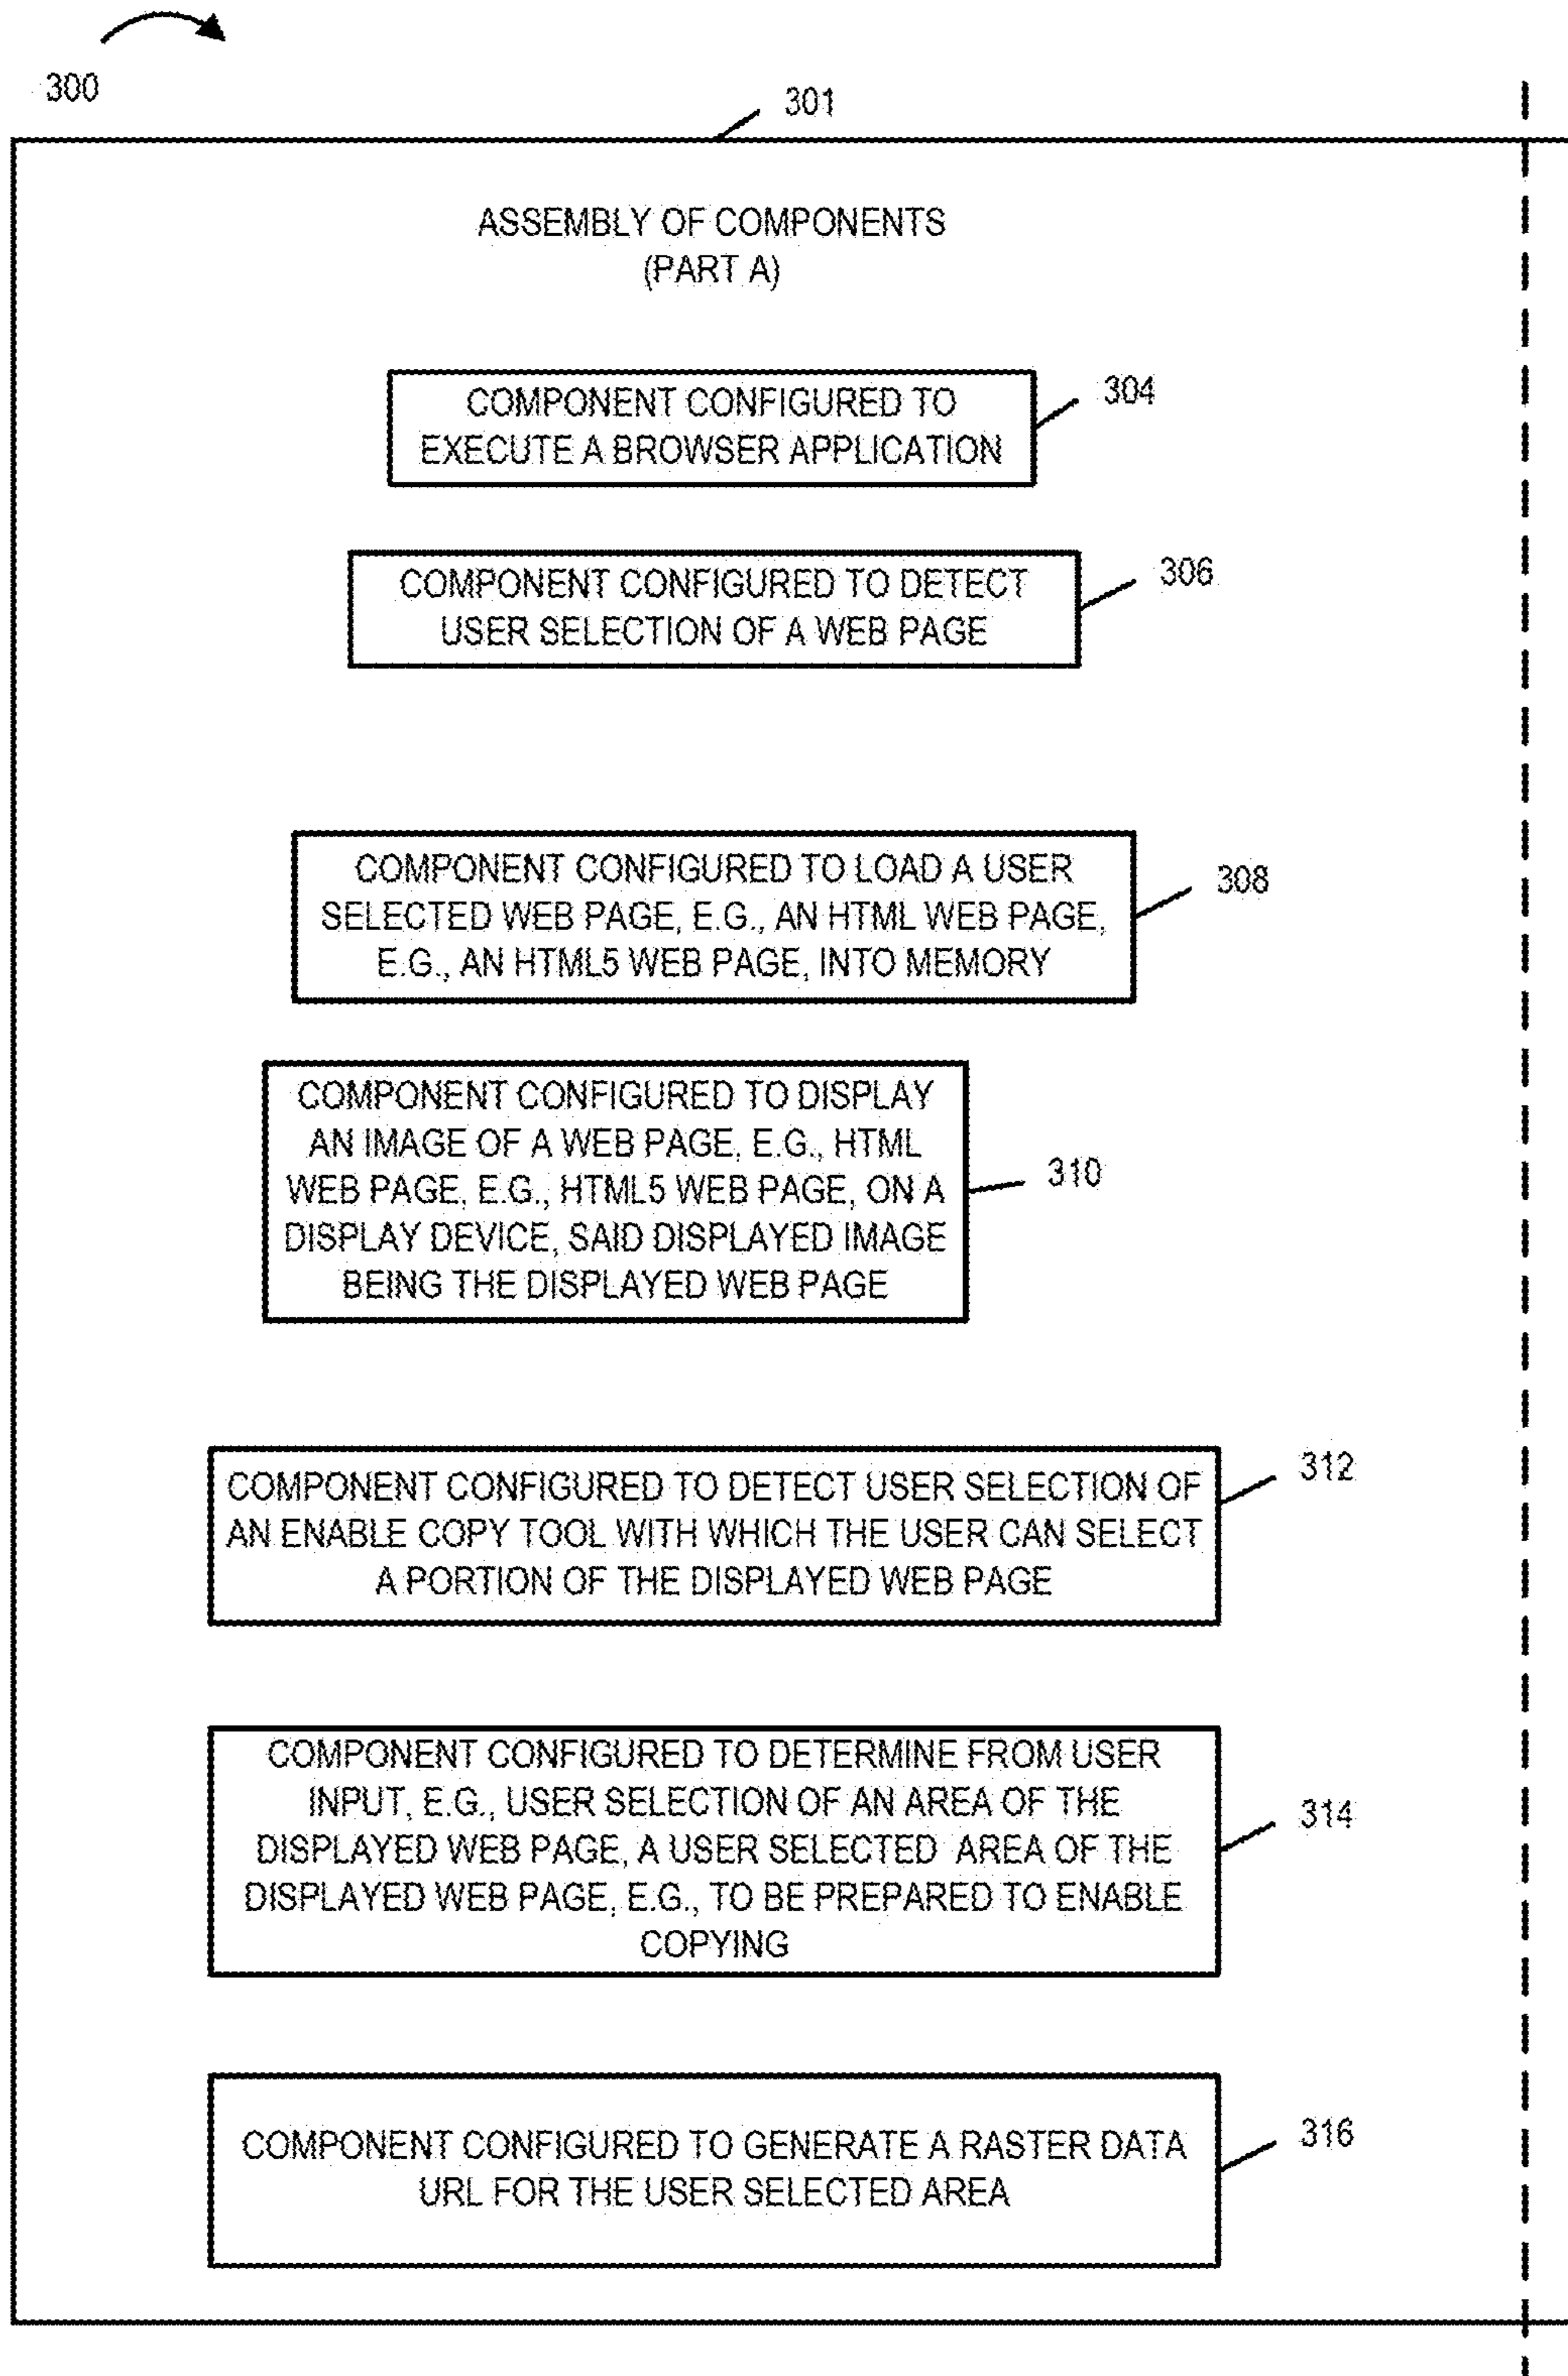 300
301
ASSEMBLY OF COMPONENTS
(PART A)
COMPONENT CONFIGURED TO
EXECUTE A BROWSER APPLICATION
304
COMPONENT CONFIGURED TO DETECT
USER SELECTION OF A WEB PAGE
306
COMPONENT CONFIGURED TO LOAD A USER
SELECTED WEB PAGE, E.G., AN HTML WEB PAGE,
E.G., AN HTML5 WEB PAGE, INTO MEMORY
308
COMPONENT CONFIGURED TO DISPLAY
AN IMAGE OF A WEB PAGE, E.G., HTML
WEB PAGE, E.G., HTML5 WEB PAGE, ON A
DISPLAY DEVICE, SAID DISPLAYED IMAGE
BEING THE DISPLAYED WEB PAGE
310
COMPONENT CONFIGURED TO DETECT USER SELECTION OF
AN ENABLE COPY TOOL WITH WHICH THE USER CAN SELECT
A PORTION OF THE DISPLAYED WEB PAGE
312
COMPONENT CONFIGURED TO DETERMINE FROM USER
INPUT, E.G., USER SELECTION OF AN AREA OF THE
DISPLAYED WEB PAGE, A USER SELECTED AREA OF THE
DISPLAYED WEB PAGE, E.G., TO BE PREPARED TO ENABLE
COPYING
314
COMPONENT CONFIGURED TO GENERATE A RASTER DATA
URL FOR THE USER SELECTED AREA
316